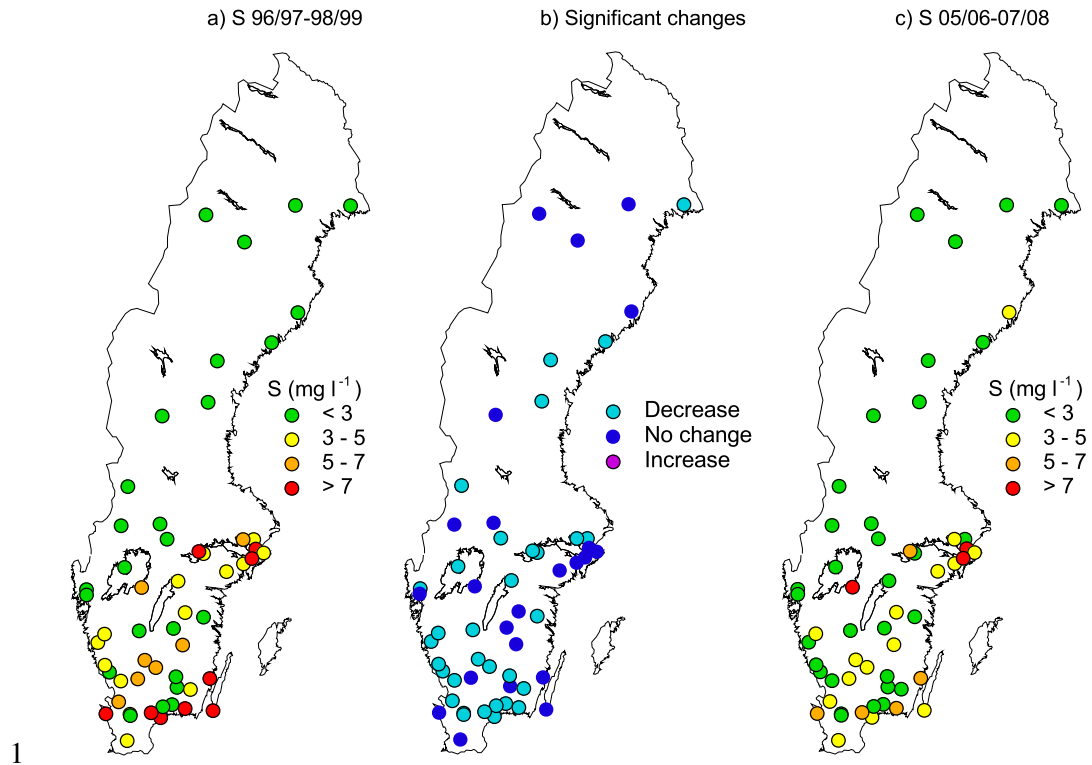 a) S 96/97-98/99
b) Significant changes
c) S 05/06-07/08
S (mg l⁻¹)
< 3
3 - 5
5 - 7
> 7
Decrease
No change
Increase
S (mg l⁻¹)
< 3
3 - 5
5 - 7
> 7
1